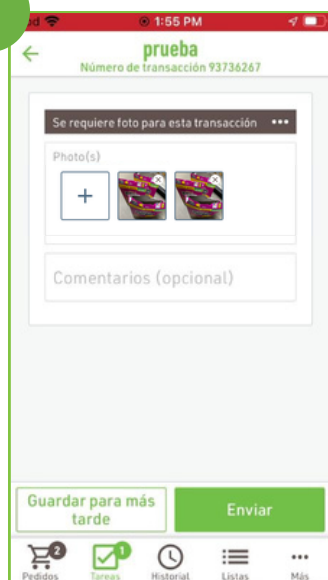 1:55 PM
prueba
Número de transacción 93736267
Se requiere foto para esta transacción
Photo(s)
+
Comentarios (opcional)
Guardar para más
tarde
Enviar
2
1
Pedidos
Tareas
Historial
Listas
Más